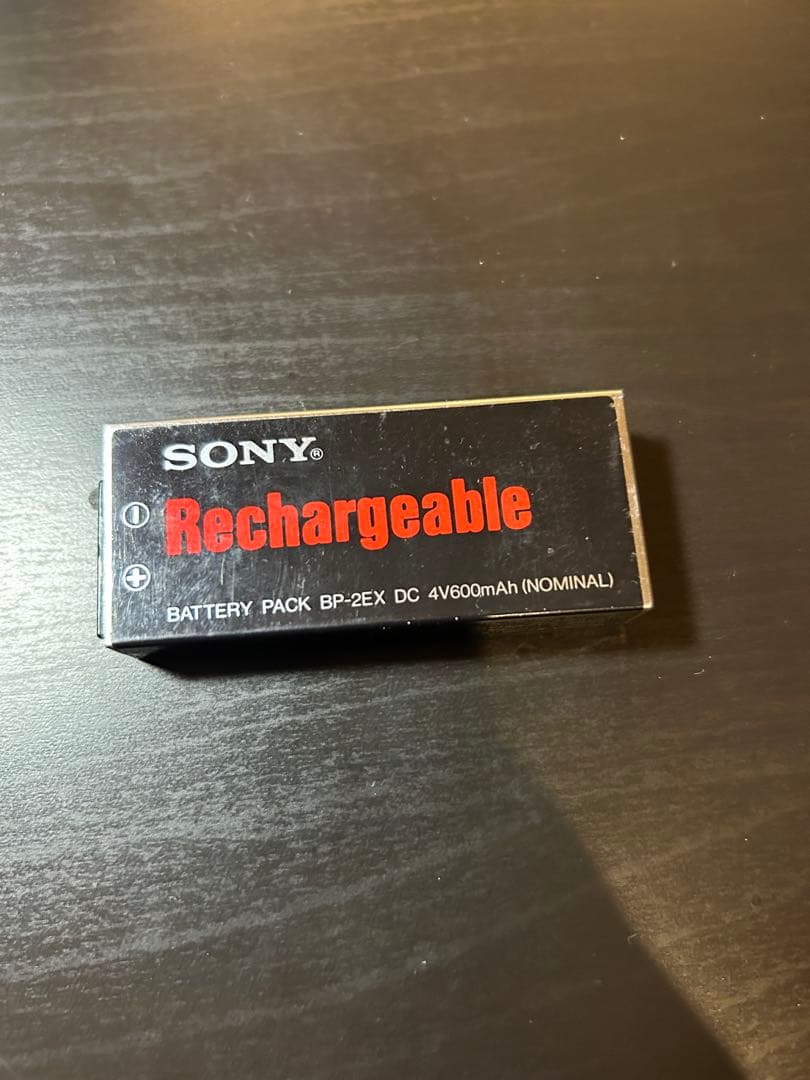 SONY®
Rechargeable
⊖
⊕
BATTERY PACK BP-2EX DC 4V600mAh (NOMINAL)